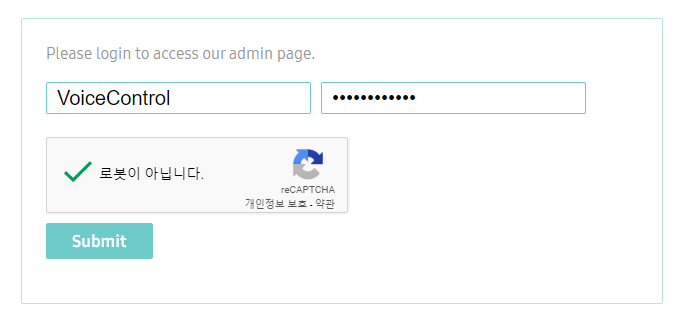 Please login to access our admin page.
VoiceControl
••••••••••••
로봇이 아닙니다.
reCAPTCHA
개인정보 보호 - 약관
Submit